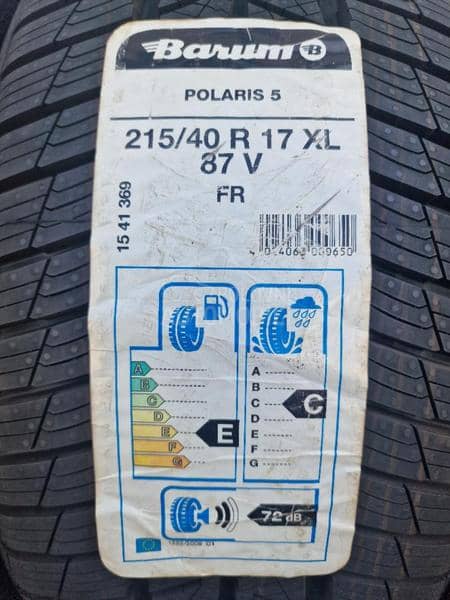 Barum B
POLARIS 5
215/40 R 17 XL
87 V
FR
15 41 369
A
B
C
D
E
F
G
E
A
B
C
D
E
F
G
C
72 dB